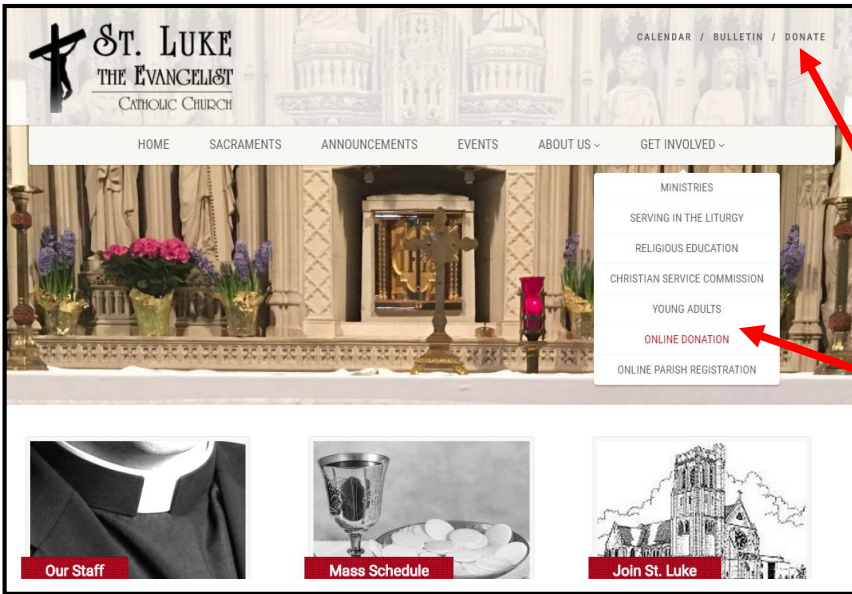 ST. LUKE
THE EVANGELIST
CATHOLIC CHURCH
CALENDAR / BULLETIN / DONATE
HOME SACRAMENTS ANNOUNCEMENTS EVENTS ABOUT US GET INVOLVED
MINISTRIES
SERVING IN THE LITURGY
RELIGIOUS EDUCATION
CHRISTIAN SERVICE COMMISSION
YOUNG ADULTS
ONLINE DONATION
ONLINE PARISH REGISTRATION
Our Staff Mass Schedule Join St. Luke